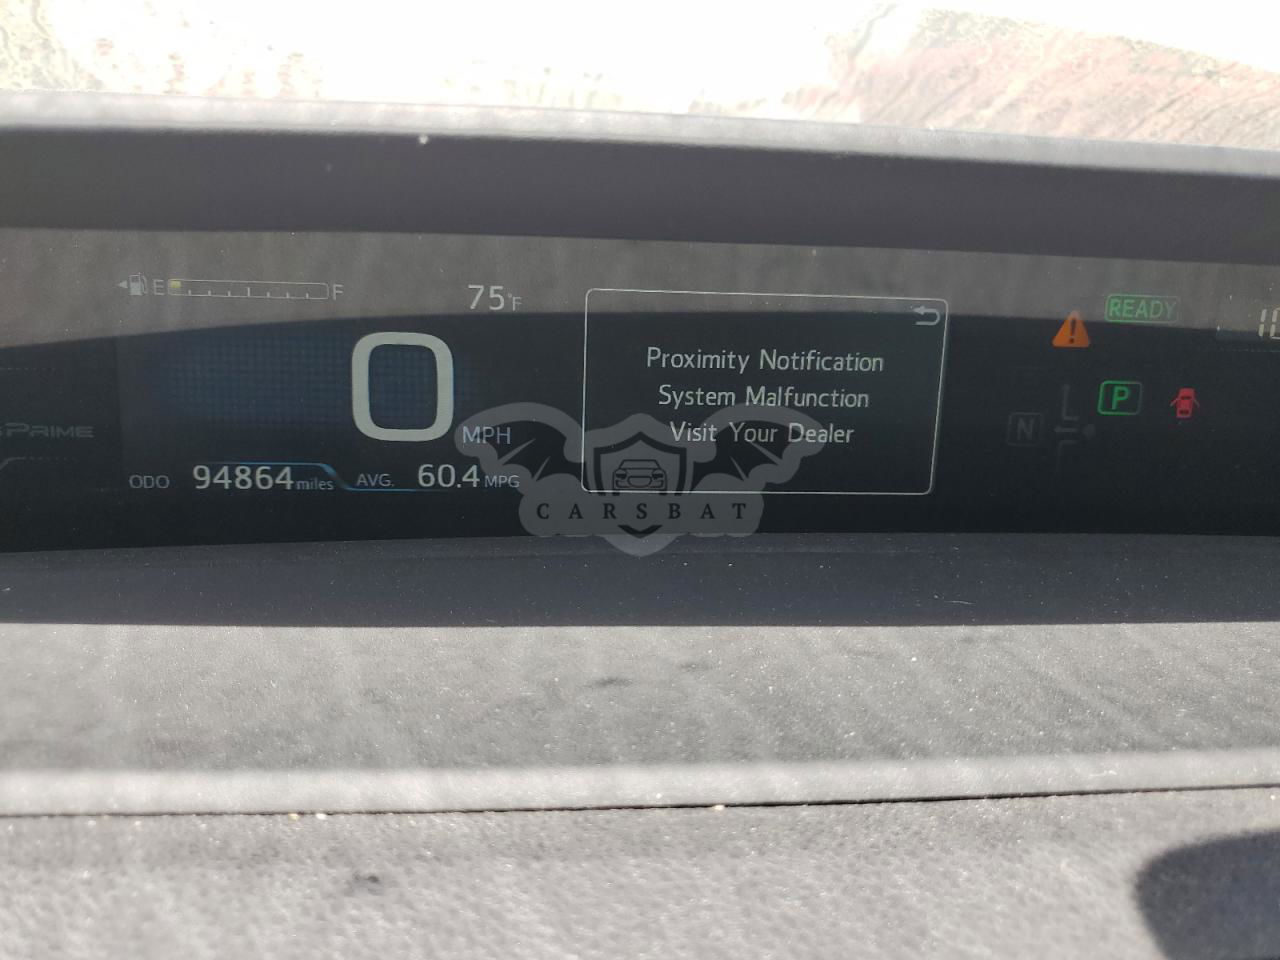 E F
75°F
Proximity Notification
System Malfunction
Visit Your Dealer
READY
0 MPH
P
N
PRIME
ODO 94864 miles AVG. 60.4 MPG
CARSBAT